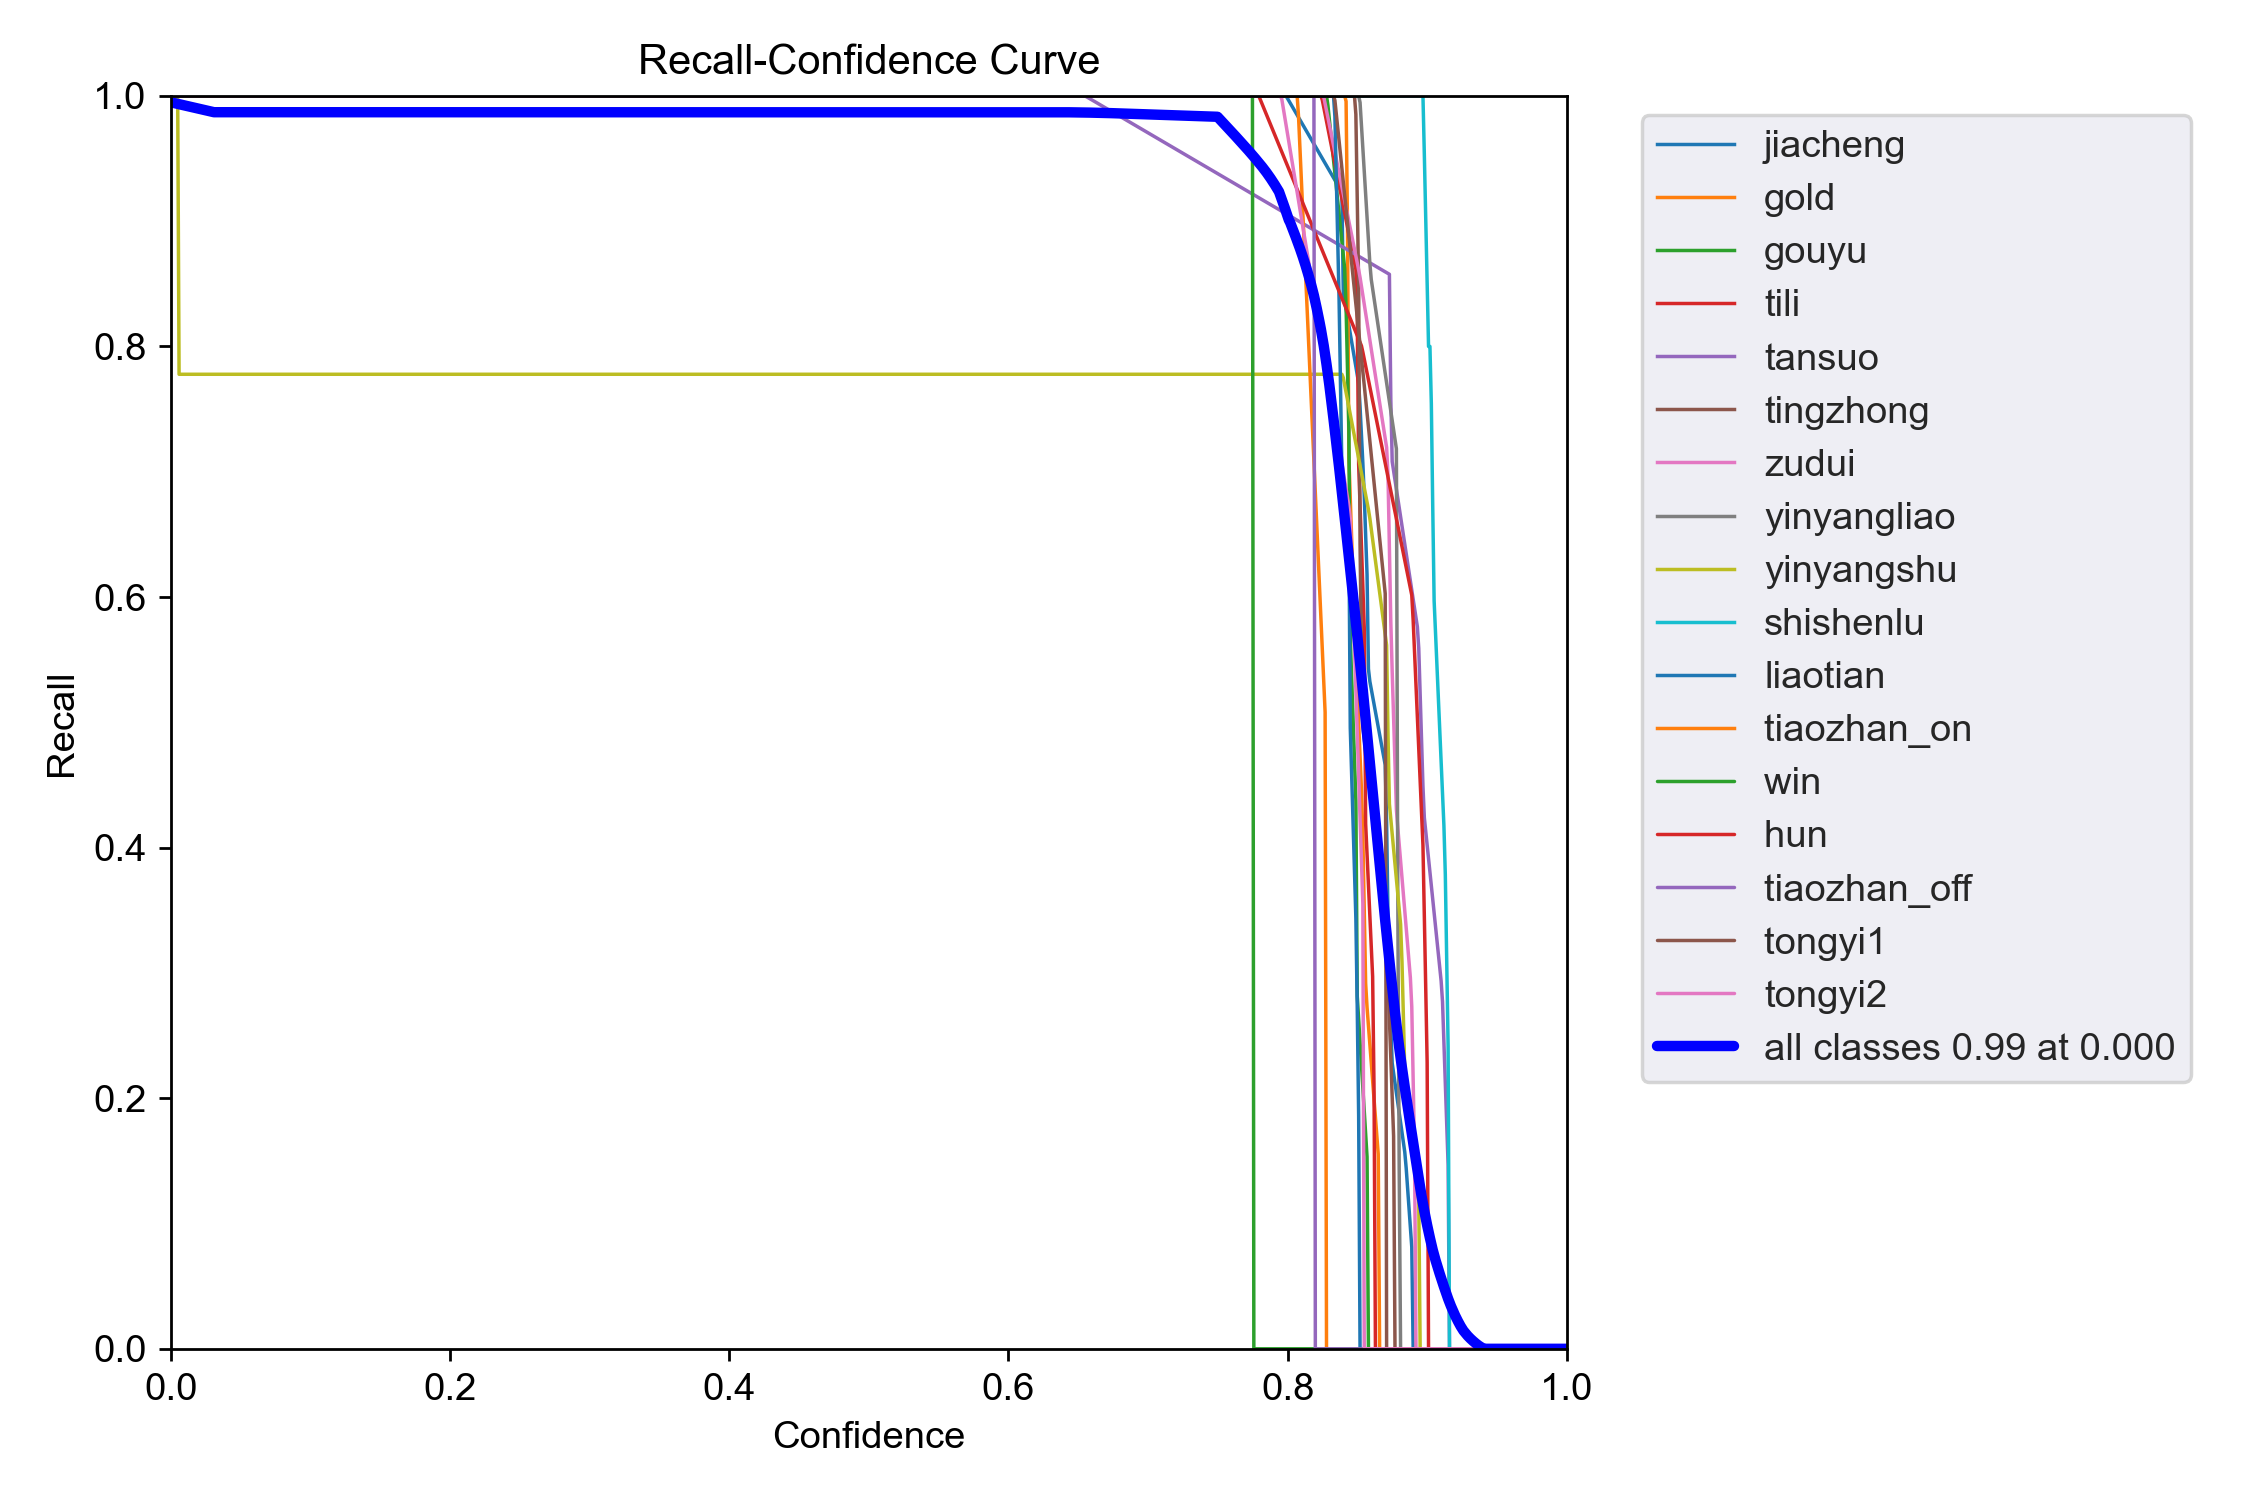 Recall-Confidence Curve
1.0
0.8
0.6
0.4
0.2
0.0
Recall
0.0 0.2 0.4 0.6 0.8 1.0
Confidence
jiacheng
gold
gouyu
tili
tansuo
tingzhong
zudui
yinyangliao
yinyangshu
shishenlu
liaotian
tiaozhan_on
win
hun
tiaozhan_off
tongyi1
tongyi2
all classes 0.99 at 0.000